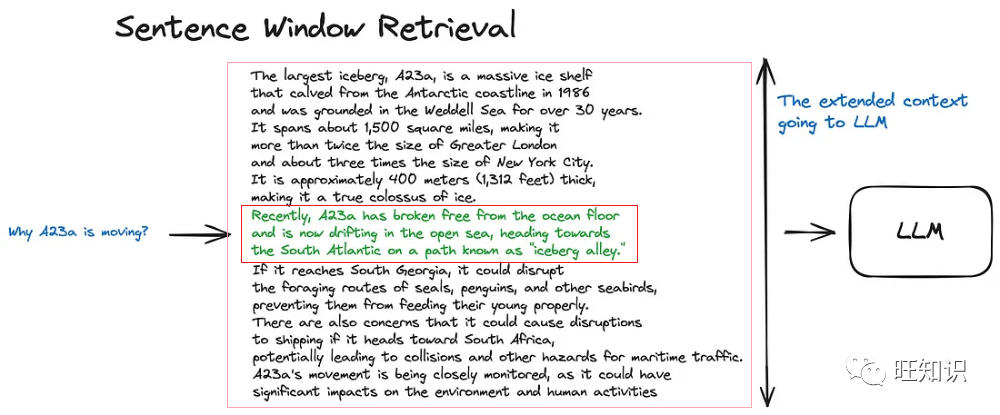 Sentence Window Retrieval
The largest iceberg, A23a, is a massive ice shelf
that calved from the Antarctic coastline in 1986
and was grounded in the Weddell Sea for over 30 years.
It spans about 1,500 square miles, making it
more than twice the size of Greater London
and about three times the size of New York City.
It is approximately 400 meters (1,312 feet) thick,
making it a true colossus of ice.
Recently, A23a has broken free from the ocean floor
and is now drifting in the open sea, heading towards
the South Atlantic on a path known as "iceberg alley."
If it reaches South Georgia, it could disrupt
the foraging routes of seals, penguins, and other seabirds,
preventing them from feeding their young properly.
There are also concerns that it could cause disruptions
to shipping if it heads toward South Africa,
potentially leading to collisions and other hazards for maritime traffic.
A23a's movement is being closely monitored, as it could have
significant impacts on the environment and human activities
Why A23a is moving?
The extended context
going to LLM
LLM
旺知识